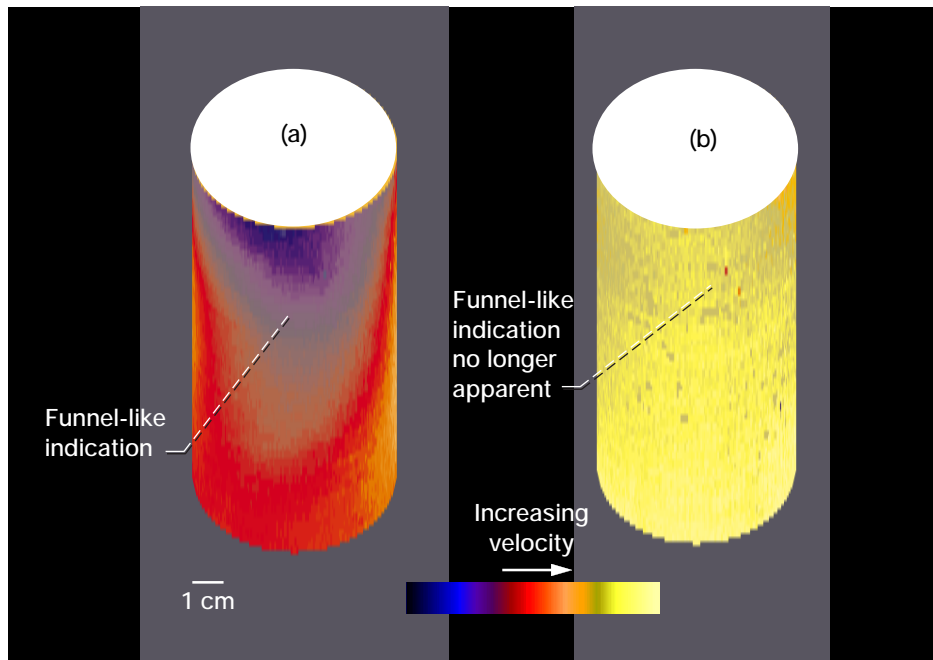 (a)
(b)
Funnel-like
indication
no longer
apparent
Funnel-like
indication
Increasing
velocity
1 cm